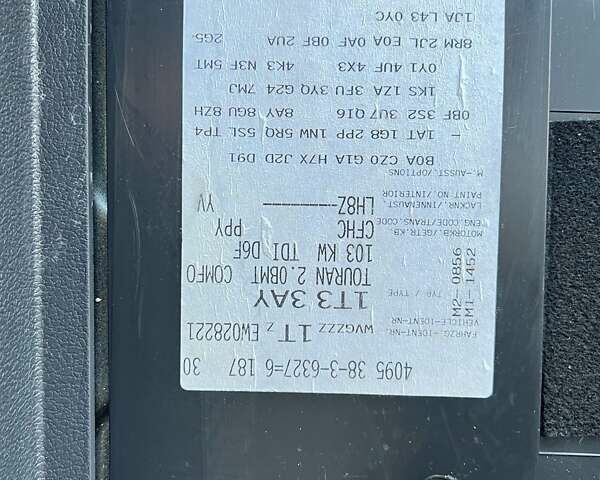 4095 38-3-6327=6 187 30
FAHRZG.-IDENT-NR.
VEHICLE-IDENT-NR.
WVGZZZ 1T Z EW028221
TYP / TYPE
1T3 3AY
M2- 0856
M1- 1452
TOURAN 2.0BMT COMFO
103 KW TDI D6F
MOTORKB./GETR.KB
ENG.CODE/TRANS.CODE
CFHC PPY
LACKNR./INNENAUST.
PAINT NO./INTERIOR
LH8Z YV
M.-AUSST./OPTIONS
B0A CZ0 G1A H7X J2D D91
- 1AT 1G8 2PP 1NW 5RQ 5SL TP4
0BF 3S2 3U7 QI6 8AY 8GU 8ZH
1KS 1ZA 3FU 3YQ G24 7MJ
0Y1 4UF 4X3 4K3 N3F 5MT
8RM 2JL E0A 0AF 0BF 2UA 2G5
1JA L43 0YC